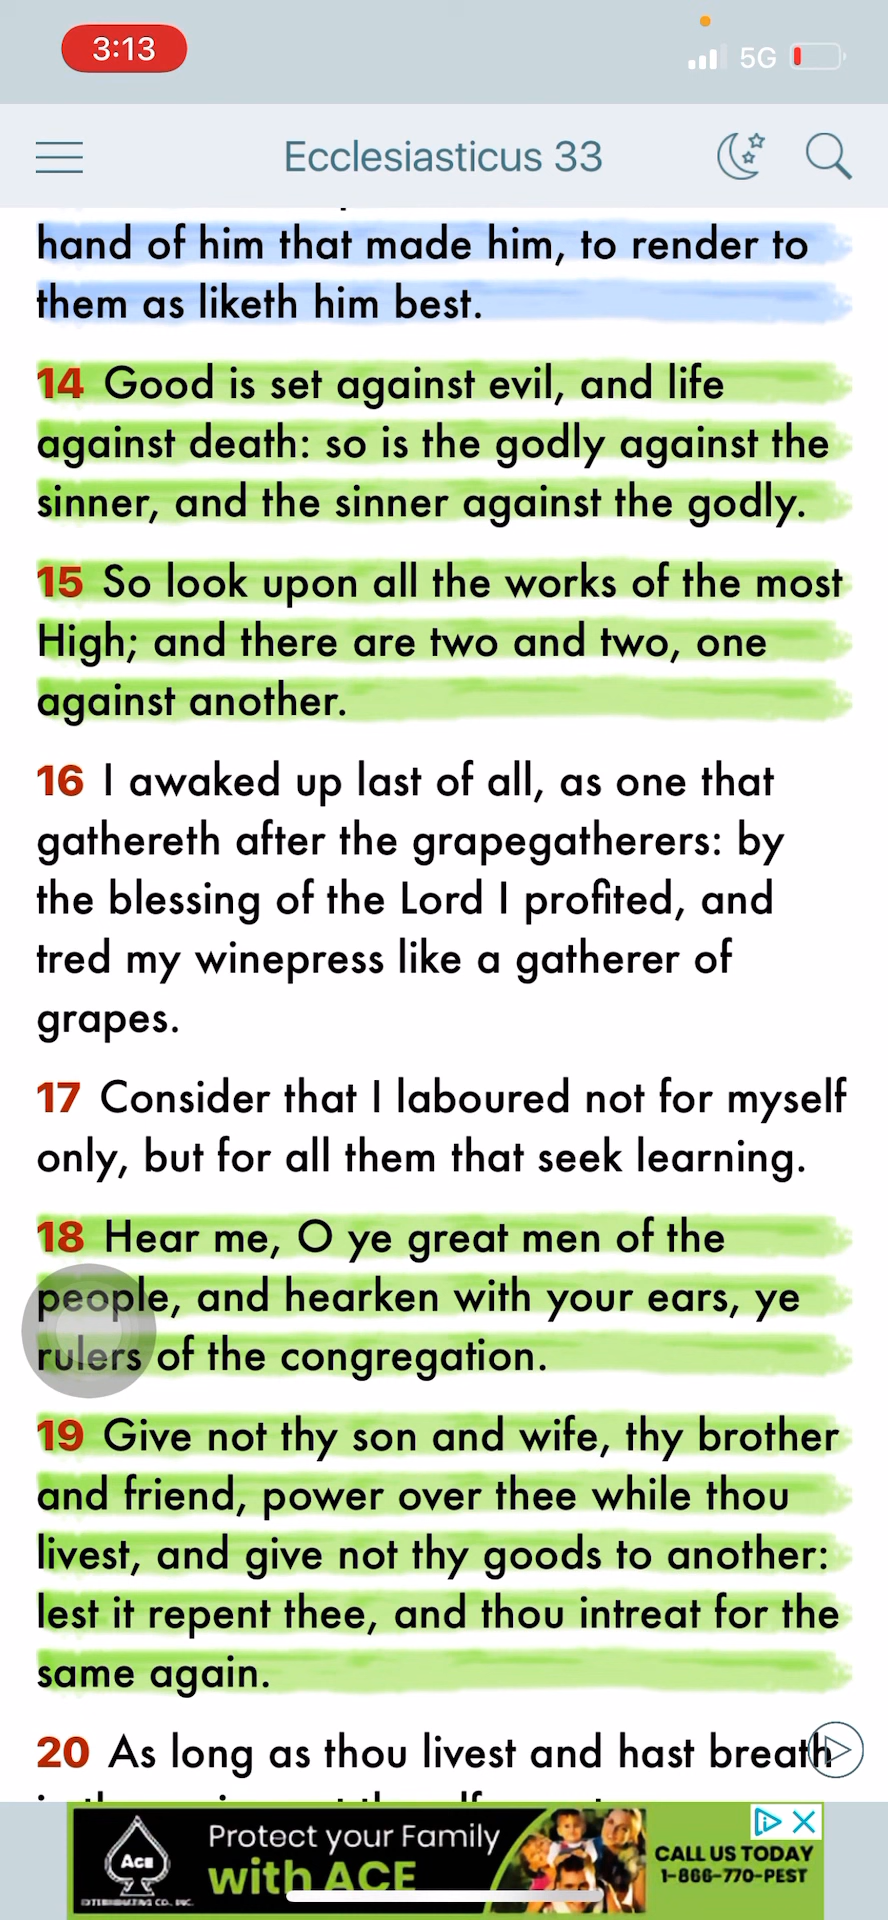 3:13
5G
Ecclesiasticus 33
hand of him that made him, to render to
them as liketh him best.
14 Good is set against evil, and life
against death: so is the godly against the
sinner, and the sinner against the godly.
15 So look upon all the works of the most
High; and there are two and two, one
against another.
16 I awaked up last of all, as one that
gathereth after the grapegatherers: by
the blessing of the Lord I profited, and
tred my winepress like a gatherer of
grapes.
17 Consider that I laboured not for myself
only, but for all them that seek learning.
18 Hear me, O ye great men of the
people, and hearken with your ears, ye
rulers of the congregation.
19 Give not thy son and wife, thy brother
and friend, power over thee while thou
livest, and give not thy goods to another:
lest it repent thee, and thou intreat for the
same again.
20 As long as thou livest and hast breath
Ace
EXTERMINATING CO., INC.
Protect your Family
with ACE
CALL US TODAY
1-866-770-PEST